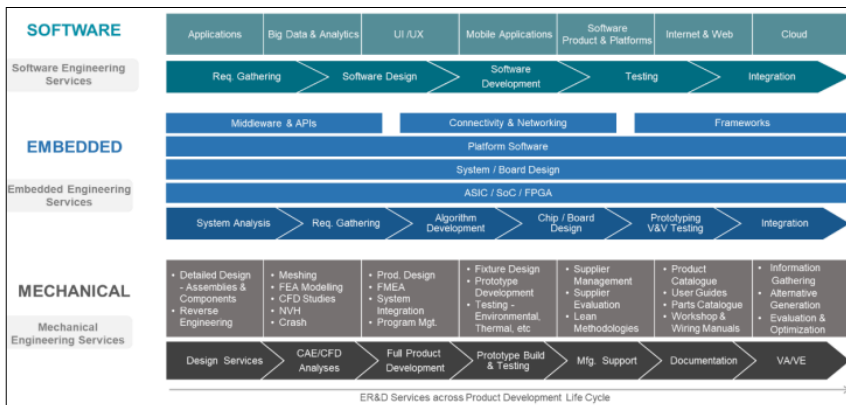 SOFTWARE
Applications
Big Data & Analytics
UI /UX
Mobile Applications
Software
Product & Platforms
Internet & Web
Cloud
Software Engineering
Services
Req. Gathering
Software Design
Software
Development
Testing
Integration
EMBEDDED
Middleware & APIs
Connectivity & Networking
Frameworks
Platform Software
System / Board Design
ASIC / SoC / FPGA
Embedded Engineering
Services
System Analysis
Req. Gathering
Algorithm
Development
Chip / Board
Design
Prototyping
V&V Testing
Integration
MECHANICAL
Mechanical
Engineering Services
• Detailed Design
- Assemblies &
Components
• Reverse
Engineering
• Meshing
• FEA Modelling
• CFD Studies
• NVH
• Crash
• Prod. Design
• FMEA
• System
Integration
• Program Mgt.
• Fixture Design
• Prototype
Development
• Testing -
Environmental,
Thermal, etc
• Supplier
Management
• Supplier
Evaluation
• Lean
Methodologies
• Product
Catalogue
• User Guides
• Parts Catalogue
• Workshop &
Wiring Manuals
• Information
Gathering
• Alternative
Generation
• Evaluation &
Optimization
Design Services
CAE/CFD
Analyses
Full Product
Development
Prototype Build
& Testing
Mfg. Support
Documentation
VA/VE
ER&D Services across Product Development Life Cycle